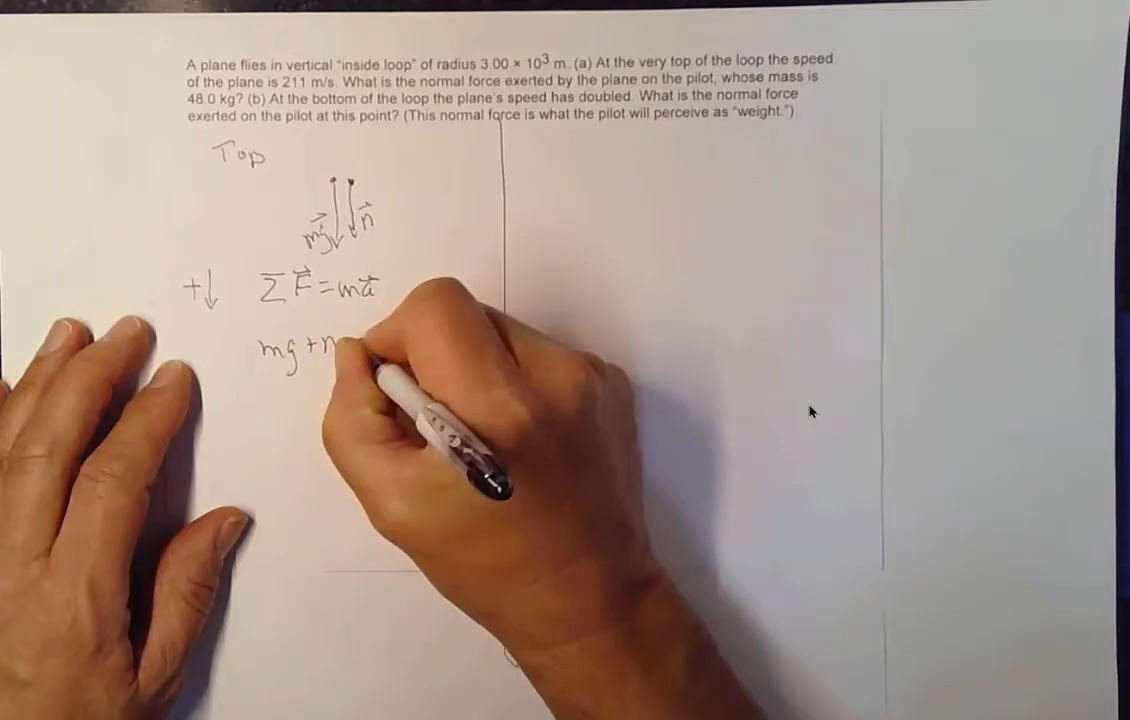 A plane flies in vertical "inside loop" of radius 3.00 × 10³ m. (a) At the very top of the loop the speed
of the plane is 211 m/s. What is the normal force exerted by the plane on the pilot, whose mass is
48.0 kg? (b) At the bottom of the loop the plane's speed has doubled. What is the normal force
exerted on the pilot at this point? (This normal force is what the pilot will perceive as "weight.")
Top
mg⃗ n⃗
+↓ ΣF⃗=ma⃗
mg+n